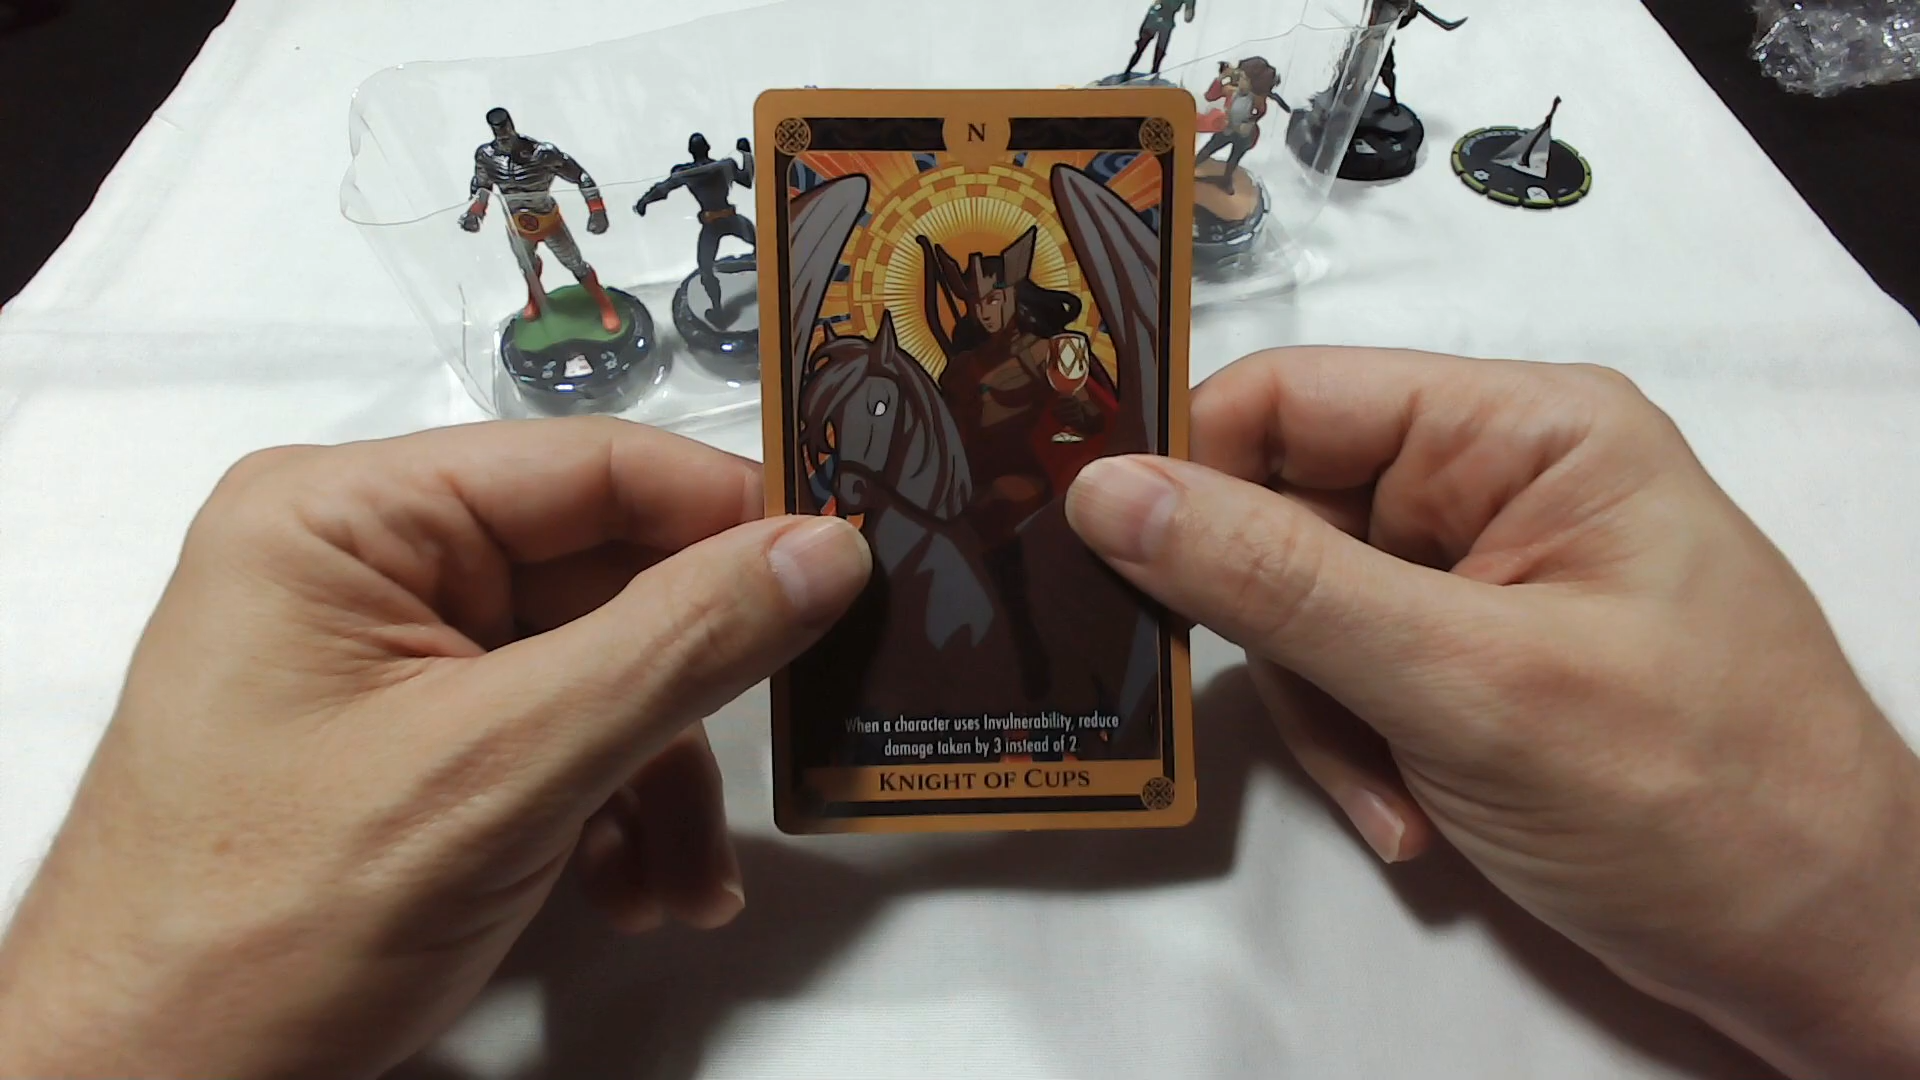 N
When a character uses Invulnerability, reduce
damage taken by 3 instead of 2.
KNIGHT OF CUPS